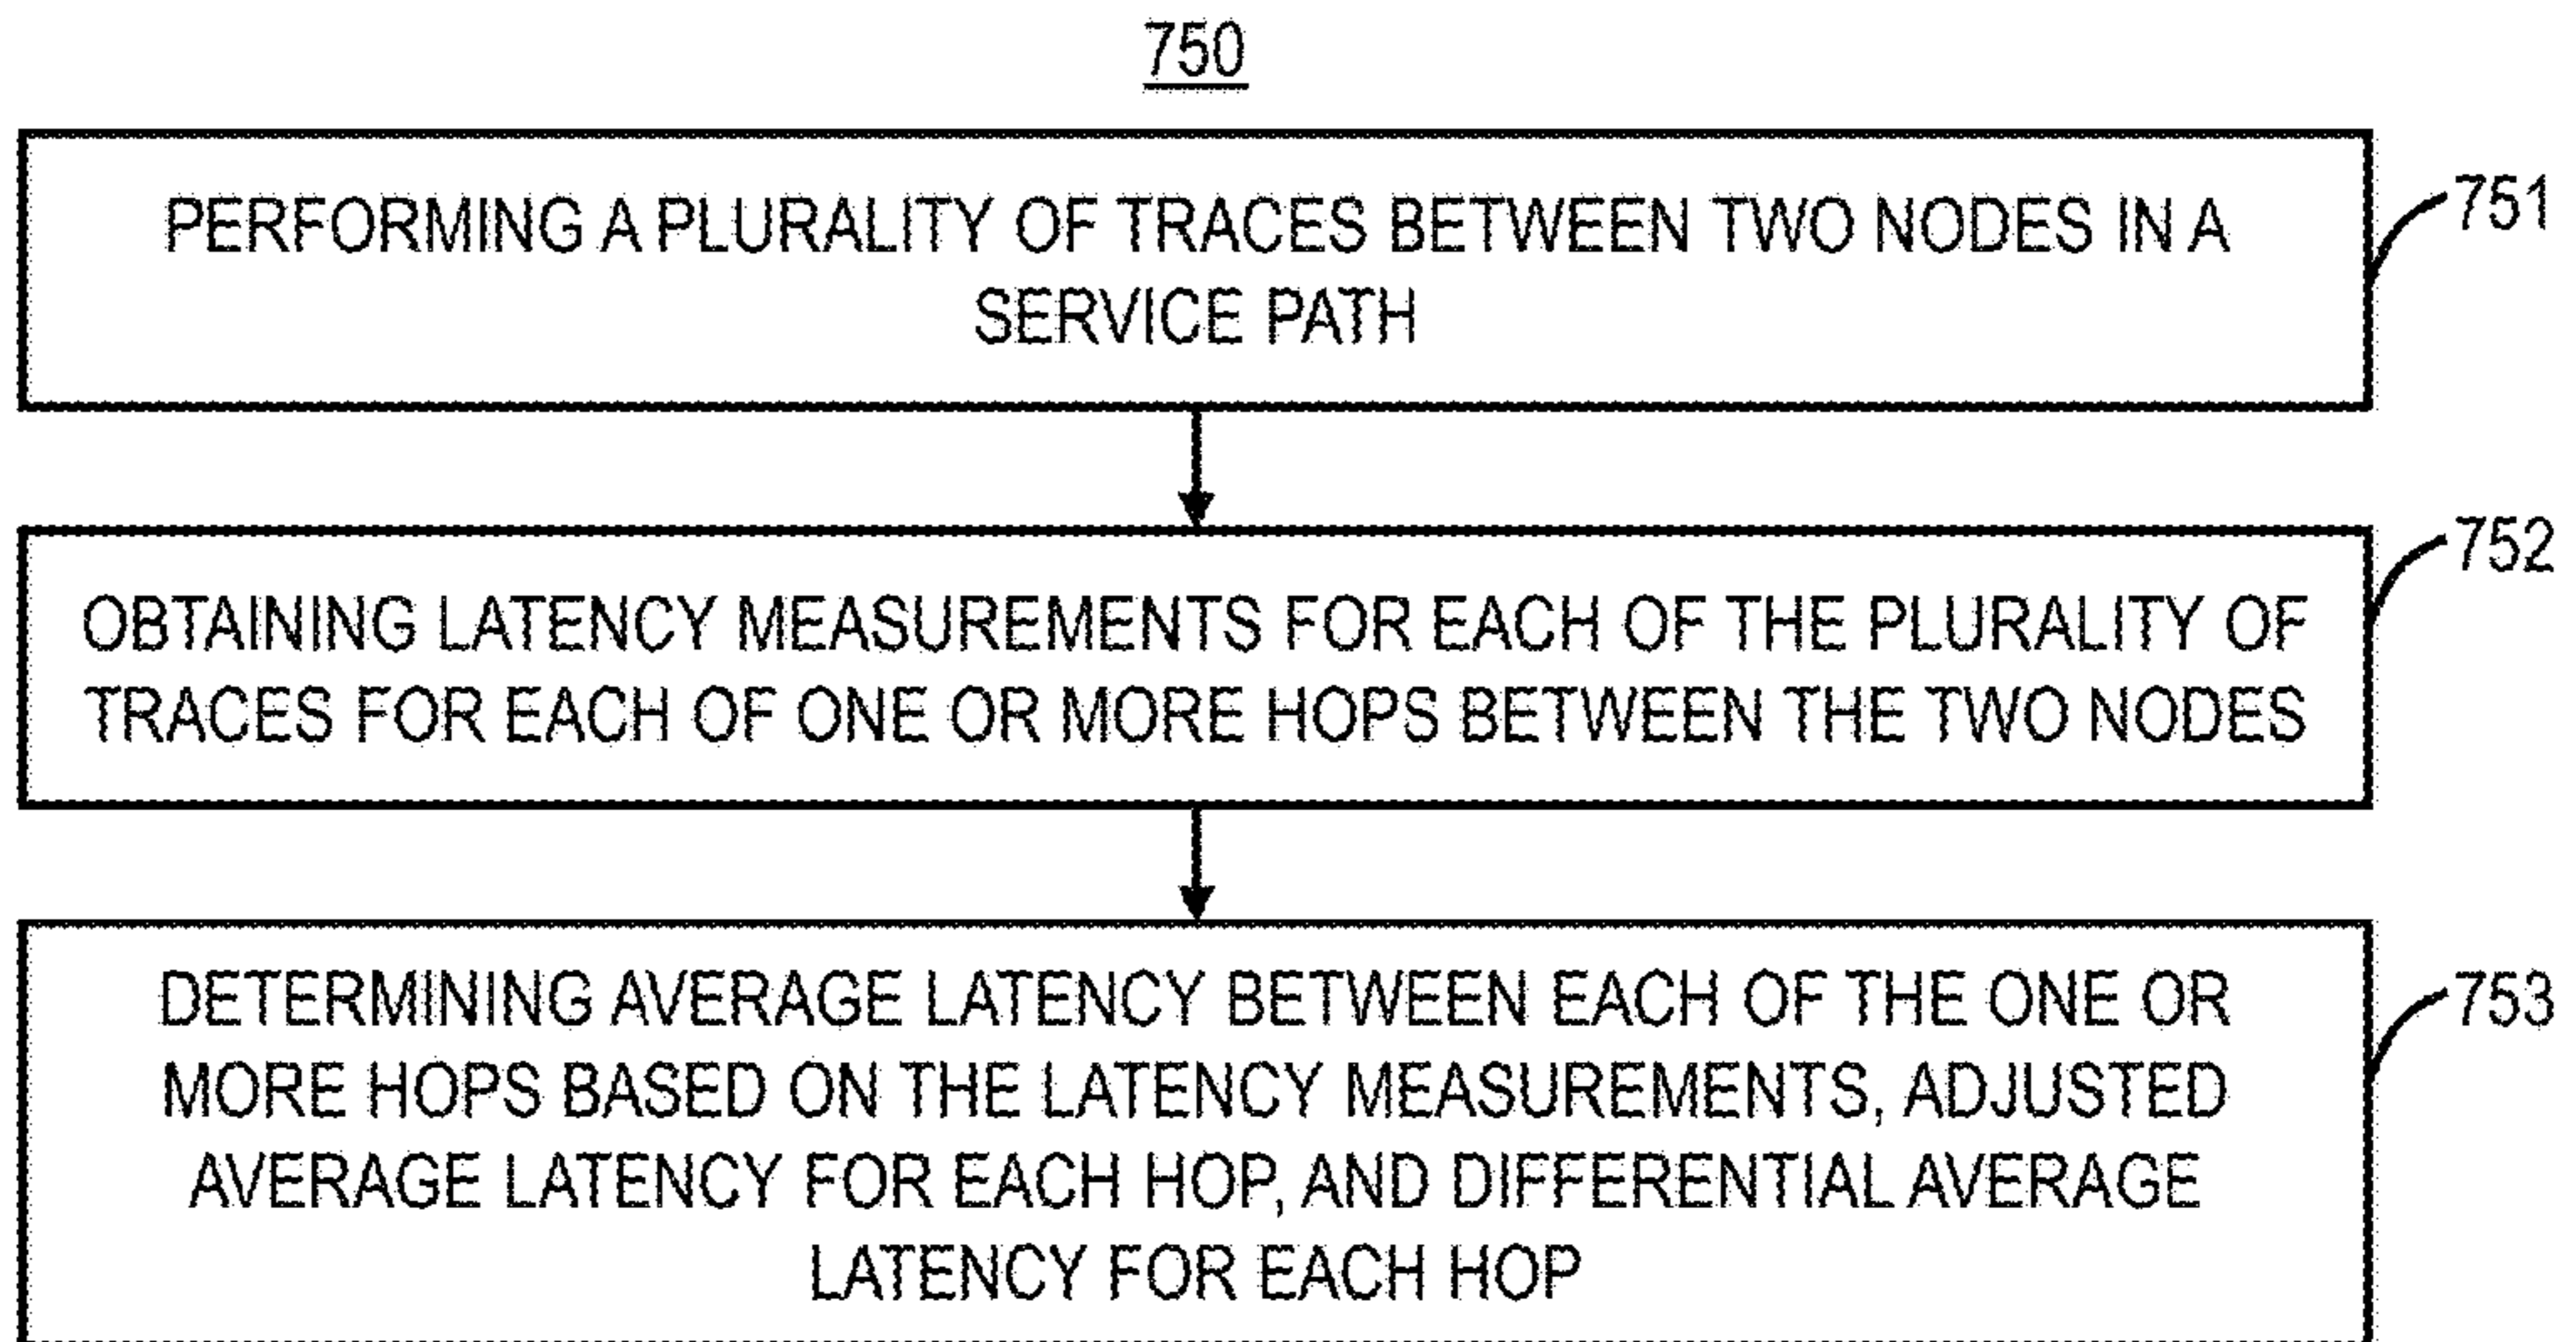 750
PERFORMING A PLURALITY OF TRACES BETWEEN TWO NODES IN A
SERVICE PATH
751
OBTAINING LATENCY MEASUREMENTS FOR EACH OF THE PLURALITY OF
TRACES FOR EACH OF ONE OR MORE HOPS BETWEEN THE TWO NODES
752
DETERMINING AVERAGE LATENCY BETWEEN EACH OF THE ONE OR
MORE HOPS BASED ON THE LATENCY MEASUREMENTS, ADJUSTED
AVERAGE LATENCY FOR EACH HOP, AND DIFFERENTIAL AVERAGE
LATENCY FOR EACH HOP
753